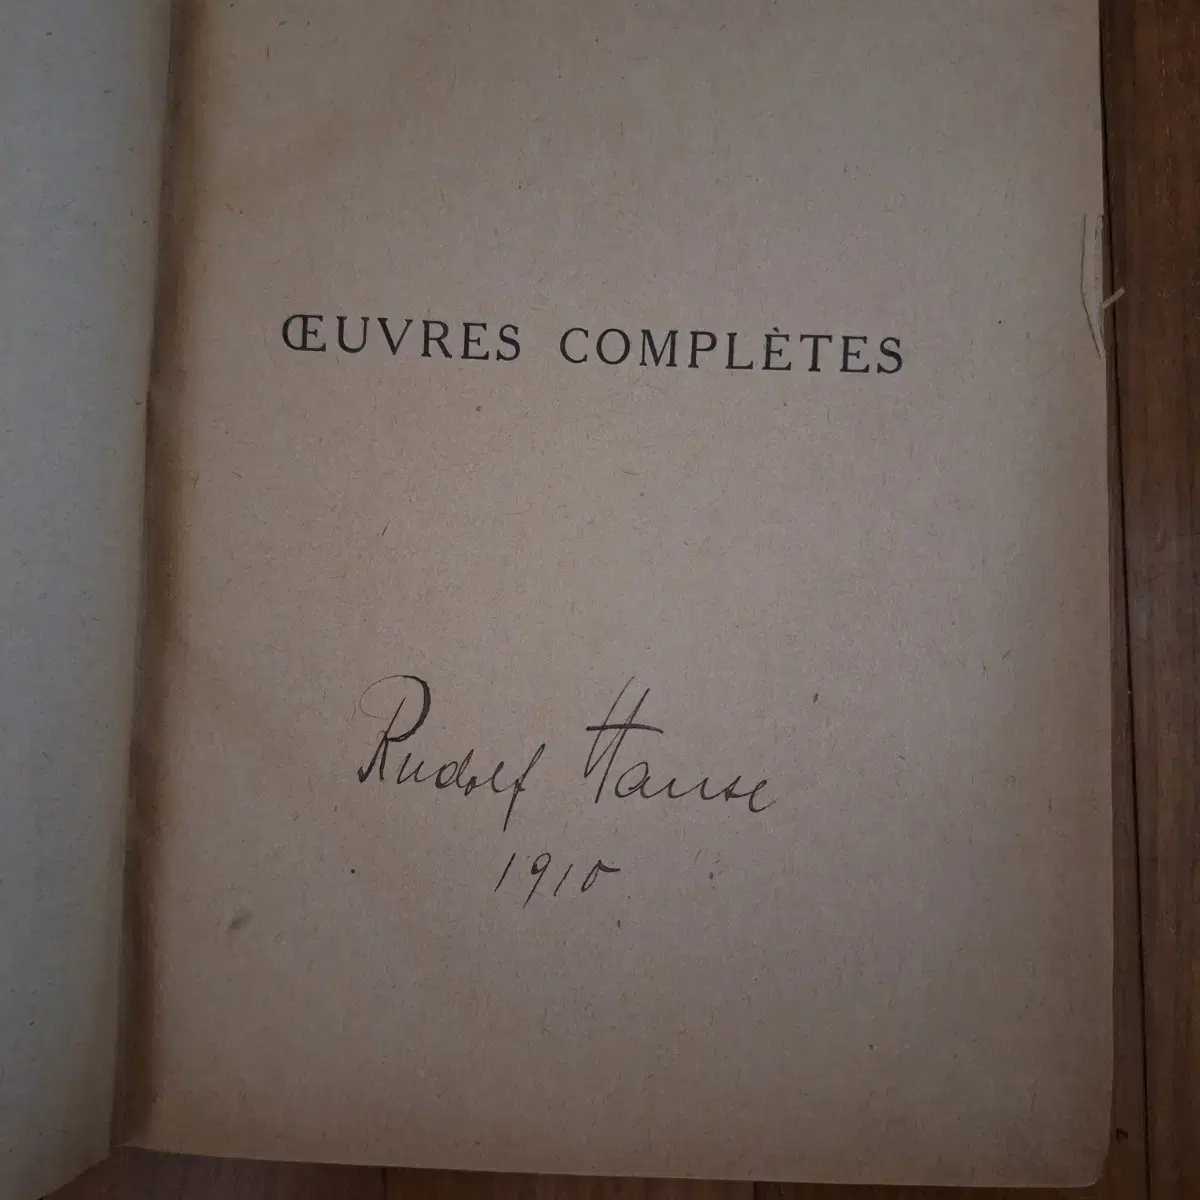 ŒUVRES COMPLÈTES
Rudolf Hanse
1910